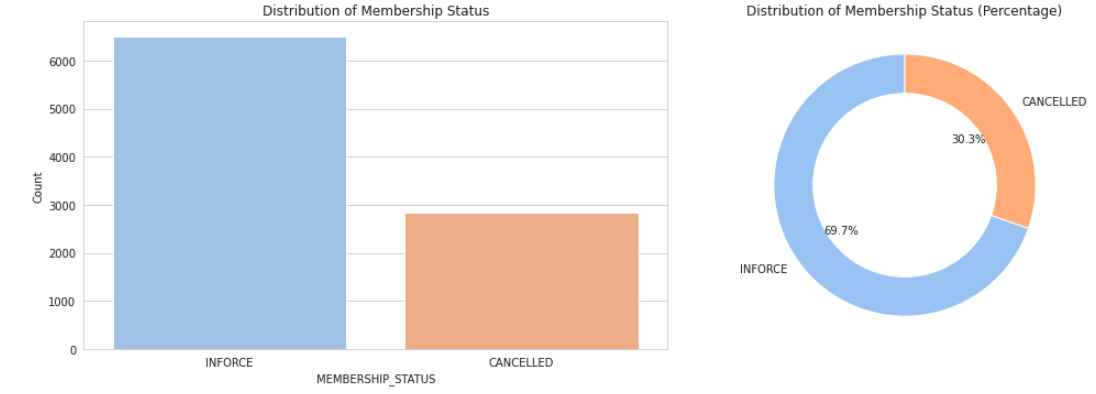 Distribution of Membership Status
6000
5000
4000
3000
2000
1000
0
Count
INFORCE
CANCELLED
MEMBERSHIP_STATUS
Distribution of Membership Status (Percentage)
CANCELLED
30.3%
69.7%
INFORCE